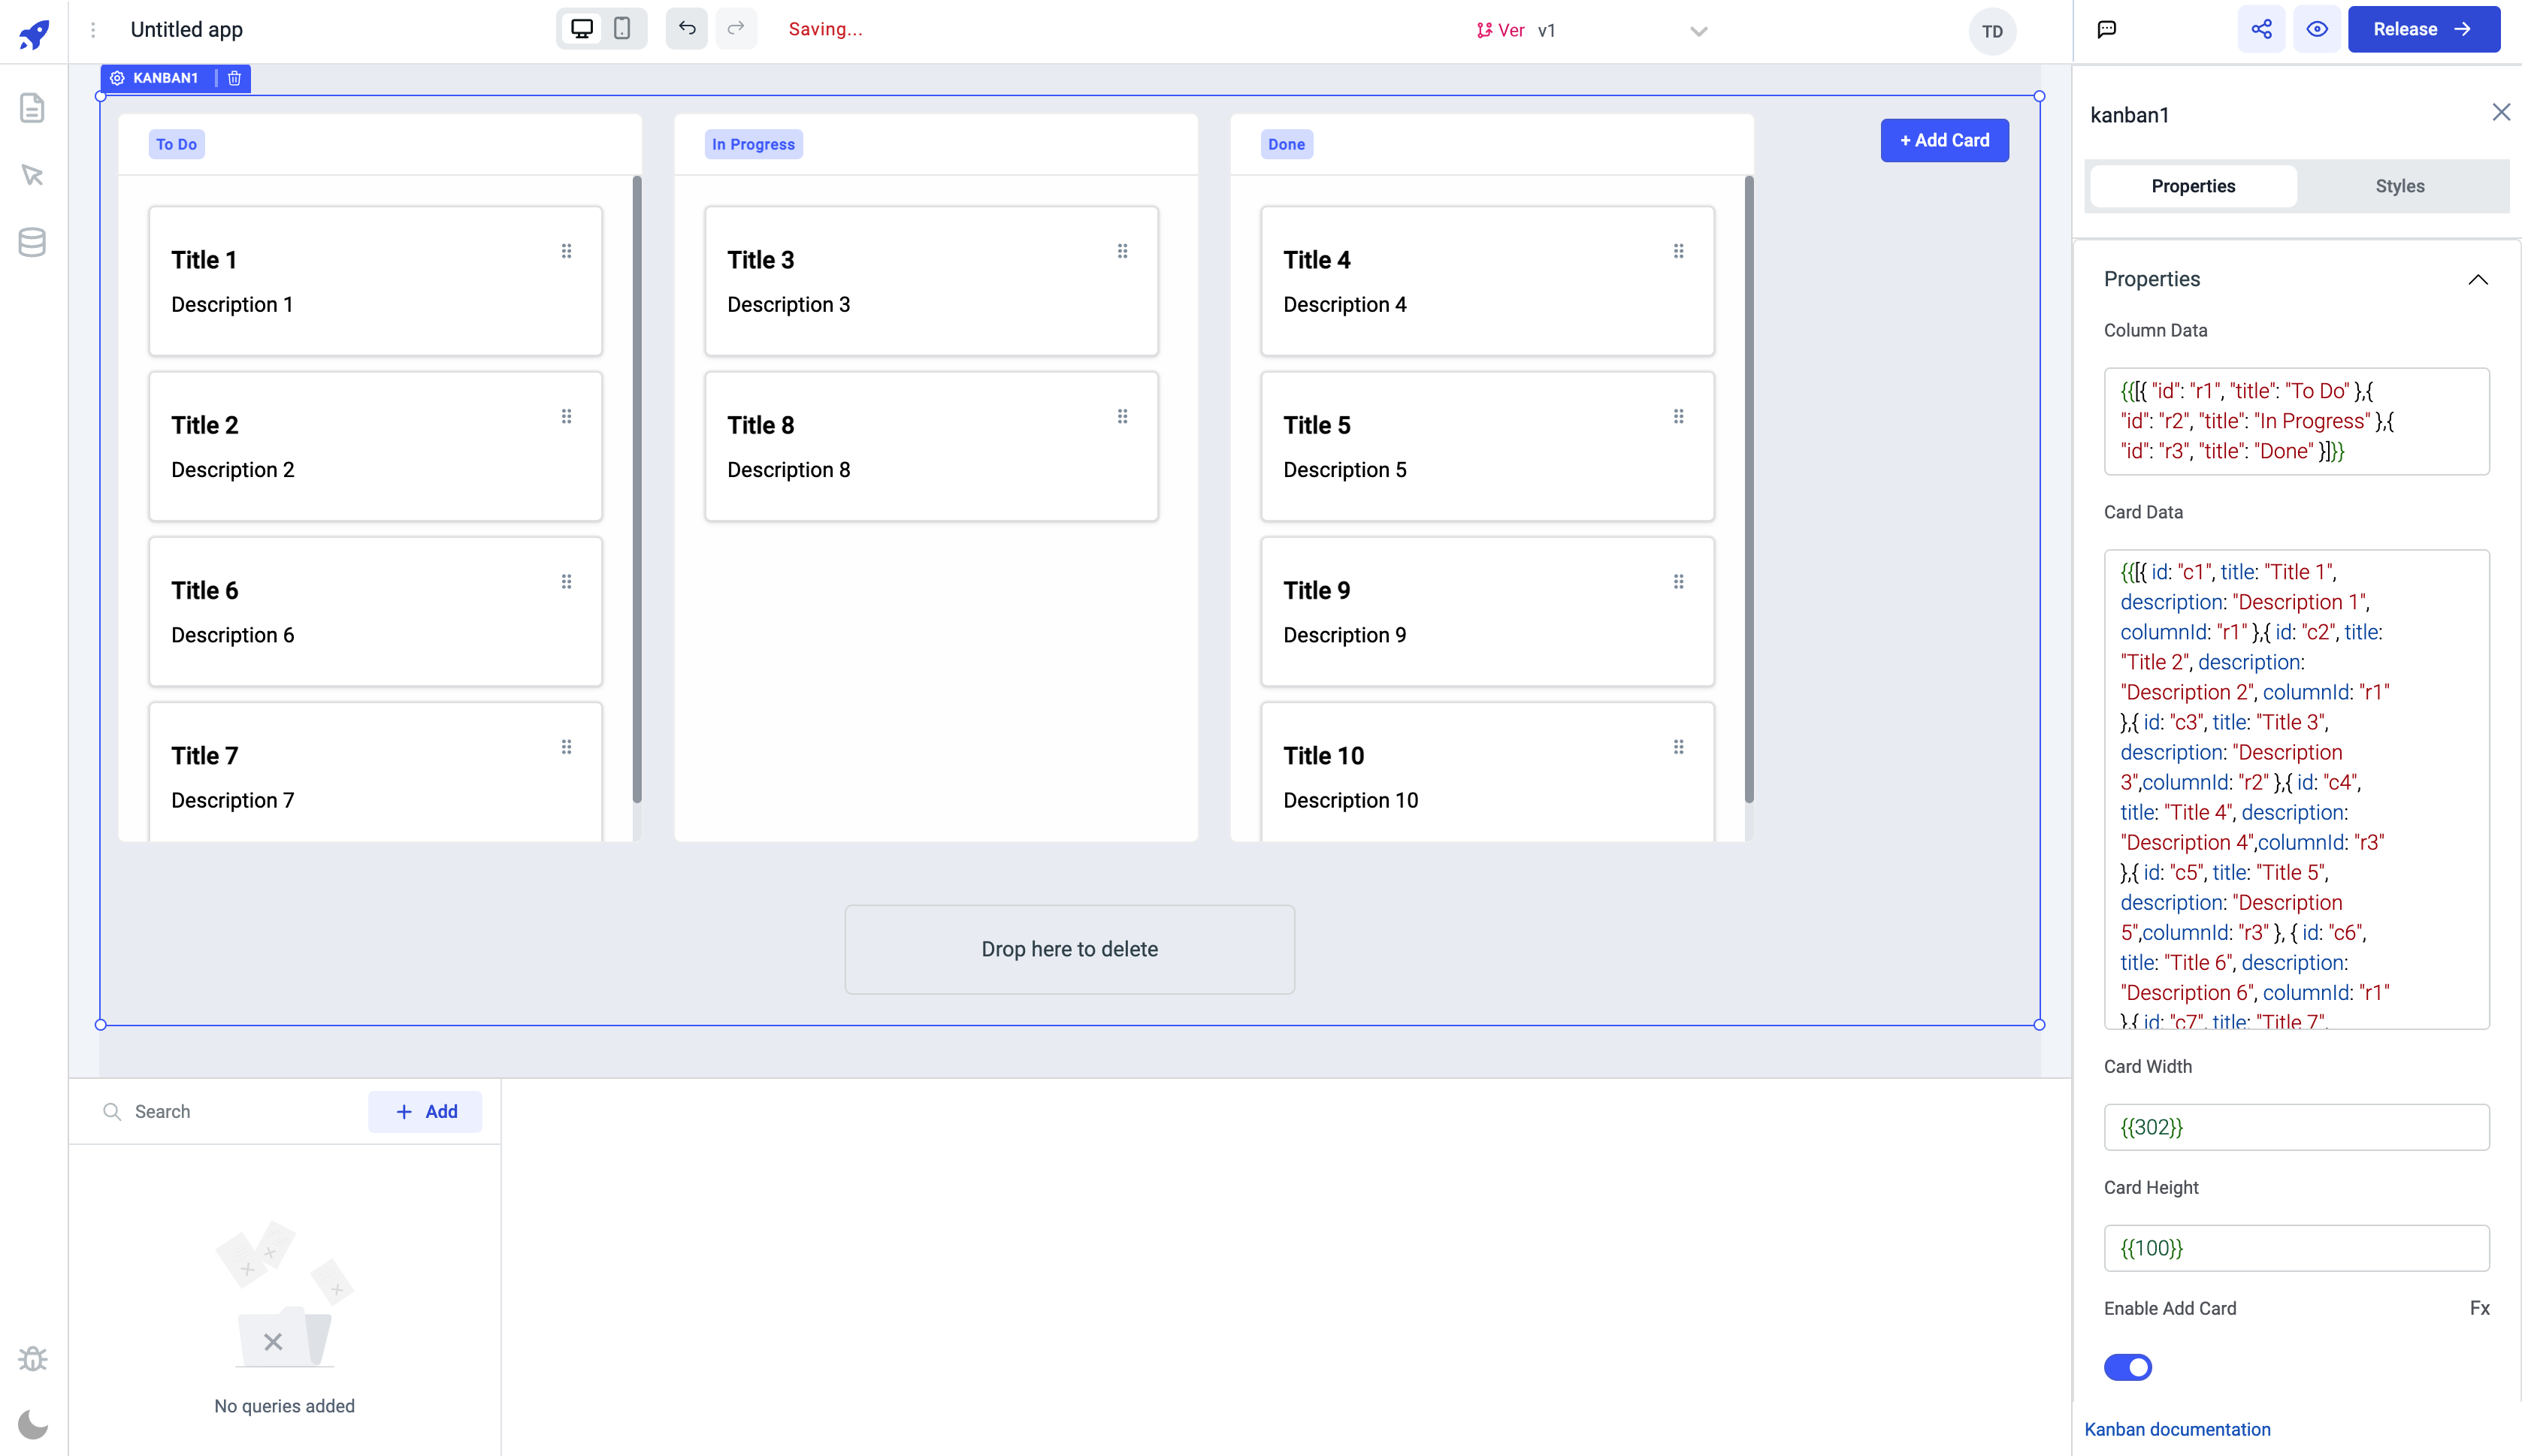 Untitled app
Saving...
Ver v1
TD
Release
KANBAN1
To Do
Title 1
Description 1
Title 2
Description 2
Title 6
Description 6
Title 7
Description 7
In Progress
Title 3
Description 3
Title 8
Description 8
Done
Title 4
Description 4
Title 5
Description 5
Title 9
Description 9
Title 10
Description 10
+ Add Card
Drop here to delete
Search
+ Add
No queries added
kanban1
Properties
Styles
Properties
Column Data
{{[{ "id": "r1", "title": "To Do" },{
"id": "r2", "title": "In Progress" },{
"id": "r3", "title": "Done" }]}}
Card Data
{{[{ id: "c1", title: "Title 1",
description: "Description 1",
columnId: "r1" },{ id: "c2", title:
"Title 2", description:
"Description 2", columnId: "r1"
},{ id: "c3", title: "Title 3",
description: "Description
3",columnId: "r2" },{ id: "c4",
title: "Title 4", description:
"Description 4",columnId: "r3"
},{ id: "c5", title: "Title 5",
description: "Description
5",columnId: "r3" }, { id: "c6",
title: "Title 6", description:
"Description 6", columnId: "r1"
},{ id: "c7", title: "Title 7",
Card Width
{{302}}
Card Height
{{100}}
Enable Add Card
Fx
Kanban documentation